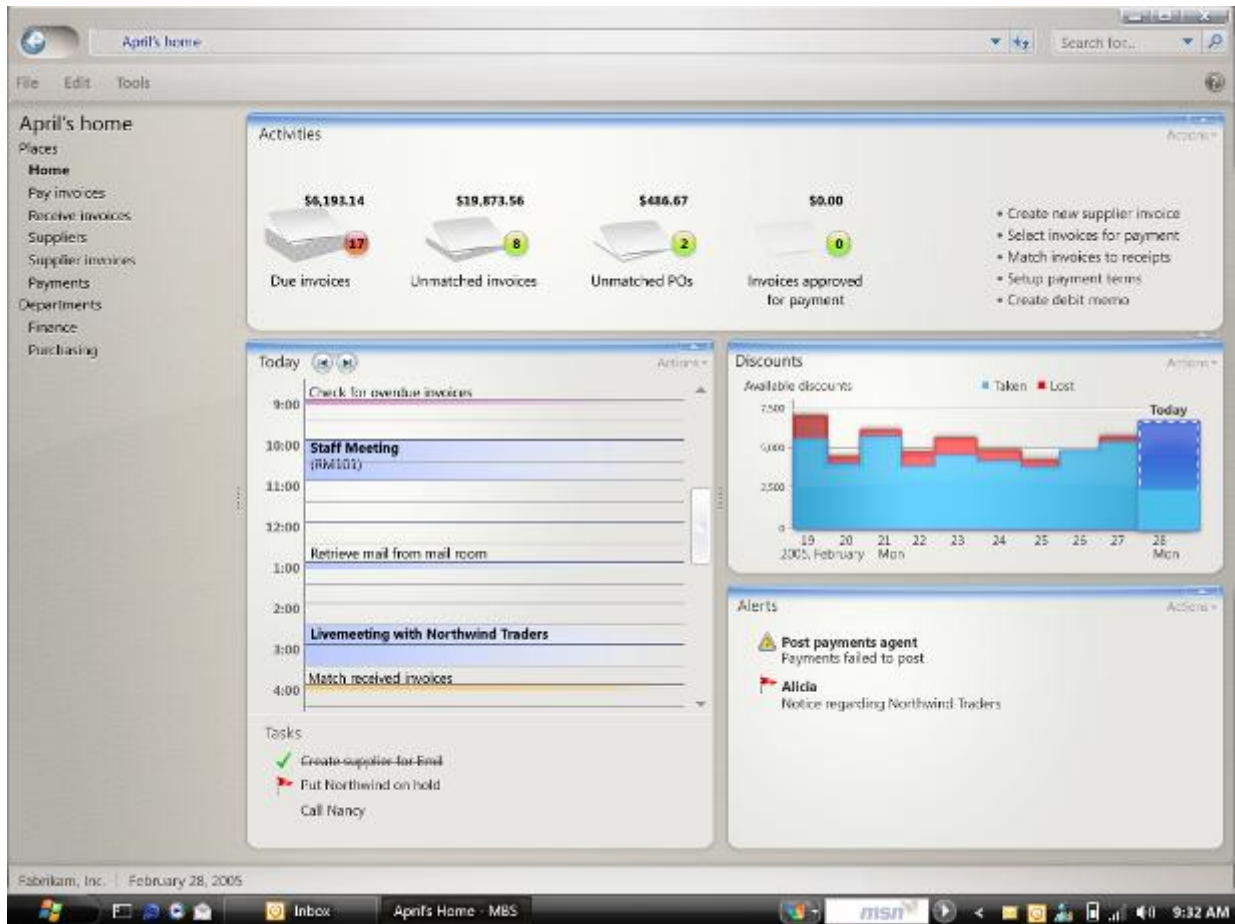 April's home
Search for...
File Edit Tools
April's home
Places
Home
Pay invoices
Receive invoices
Suppliers
Supplier invoices
Payments
Departments
Finance
Purchasing
Activities
Actions
$6,193.14
17
Due invoices
$19,873.56
8
Unmatched invoices
$486.67
2
Unmatched POs
$0.00
0
Invoices approved
for payment
• Create new supplier invoice
• Select invoices for payment
• Match invoices to receipts
• Setup payment terms
• Create debit memo
Today
Actions
Check for overdue invoices
9:00
10:00 Staff Meeting
(RM101)
11:00
12:00
Retrieve mail from mail room
1:00
2:00
Livemeeting with Northwind Traders
3:00
Match received invoices
4:00
Tasks
Create supplier for Emil
Put Northwind on hold
Call Nancy
Discounts
Actions
Available discounts
Taken Lost
7,500
Today
5,000
2,500
0
19 20 21 22 23 24 25 26 27 28
2005, February Mon Mon
Alerts
Actions
Post payments agent
Payments failed to post
Alicia
Notice regarding Northwind Traders
Fabrikam, Inc. February 28, 2005
Inbox April's Home - MBS msn 9:32 AM